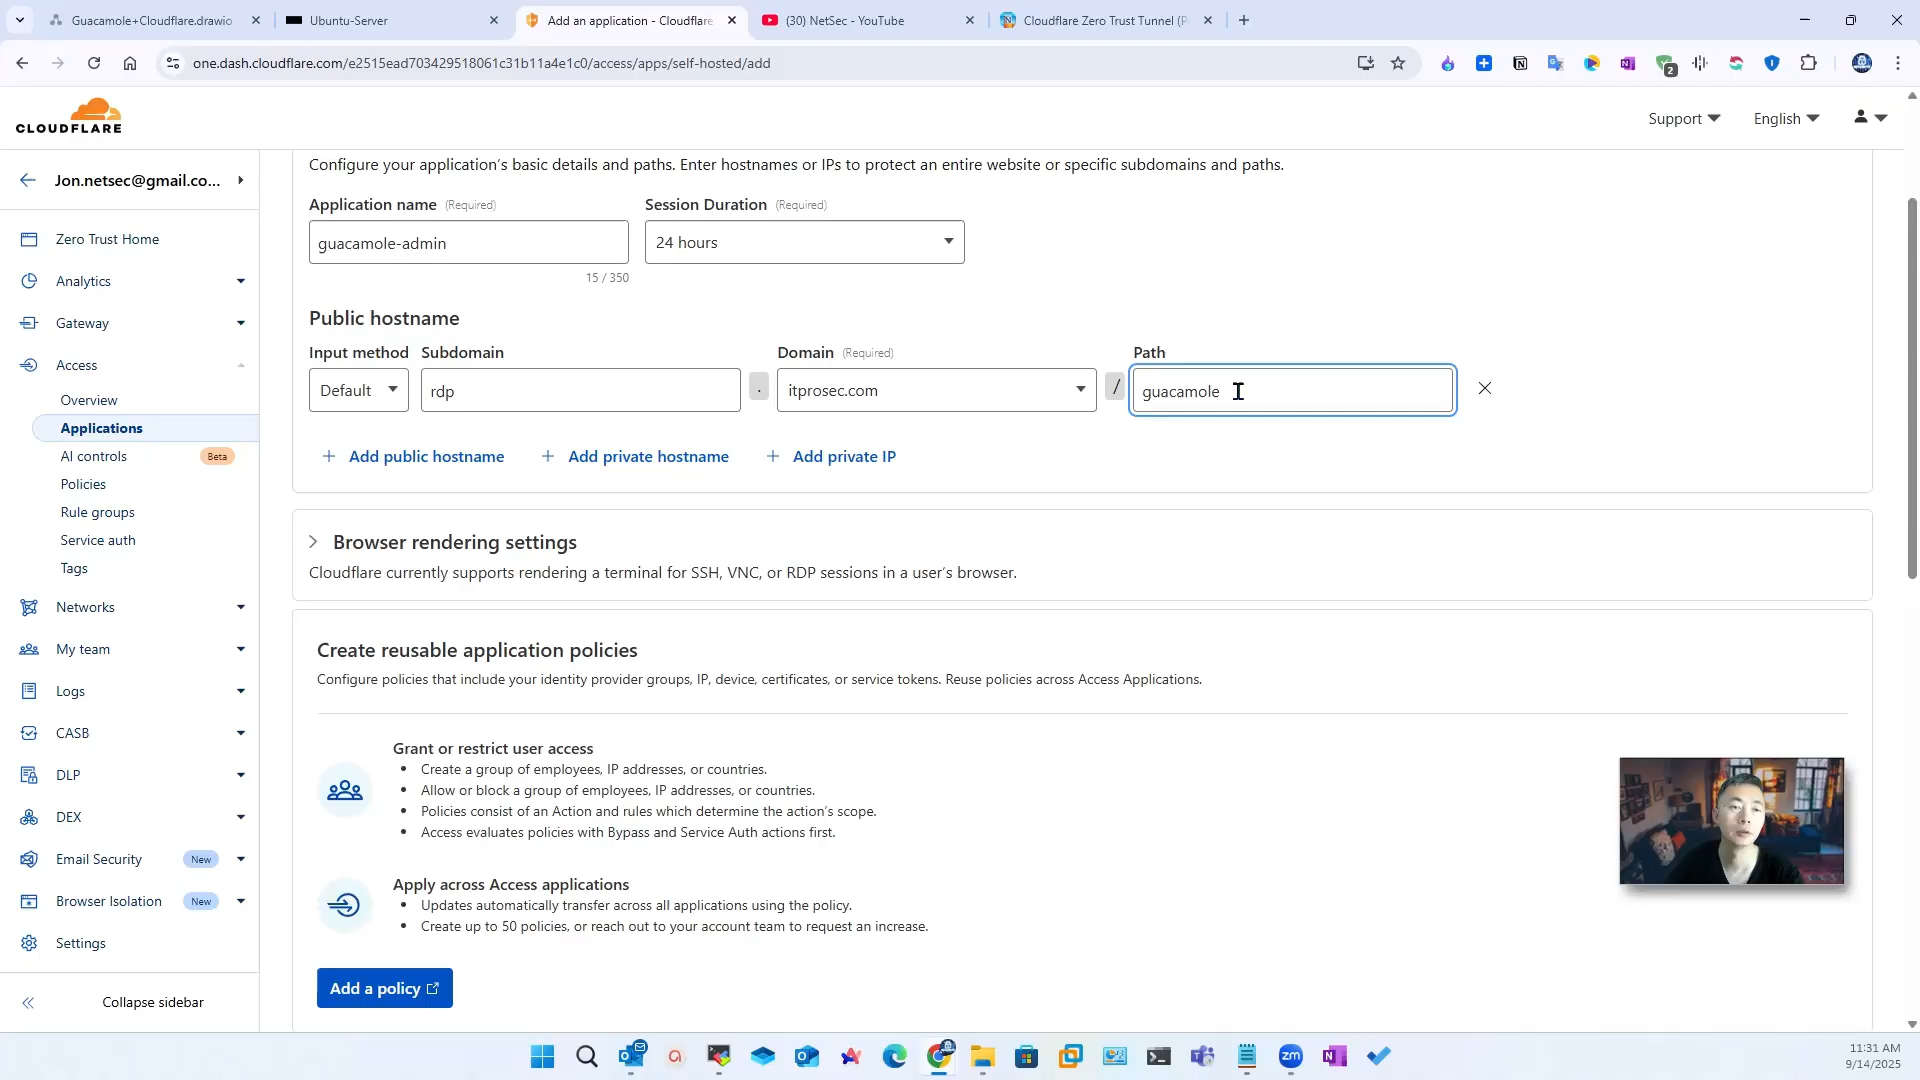 Guacamole+Cloudflare.drawio
Ubuntu-Server
Add an application - Cloudflare
(30) NetSec - YouTube
Cloudflare Zero Trust Tunnel (P
one.dash.cloudflare.com/e2515ead703429518061c31b11a4e1c0/access/apps/self-hosted/add
2
CLOUDFLARE
Support
English
Jon.netsec@gmail.co...
Zero Trust Home
Analytics
Gateway
Access
Overview
Applications
AI controls Beta
Policies
Rule groups
Service auth
Tags
Networks
My team
Logs
CASB
DLP
DEX
Email Security New
Browser Isolation New
Settings
Collapse sidebar
Configure your application's basic details and paths. Enter hostnames or IPs to protect an entire website or specific subdomains and paths.
Application name (Required)
Session Duration (Required)
guacamole-admin
24 hours
15 / 350
Public hostname
Input method Subdomain Domain (Required) Path
Default rdp . itprosec.com / guacamole
+ Add public hostname + Add private hostname + Add private IP
Browser rendering settings
Cloudflare currently supports rendering a terminal for SSH, VNC, or RDP sessions in a user's browser.
Create reusable application policies
Configure policies that include your identity provider groups, IP, device, certificates, or service tokens. Reuse policies across Access Applications.
Grant or restrict user access
• Create a group of employees, IP addresses, or countries.
• Allow or block a group of employees, IP addresses, or countries.
• Policies consist of an Action and rules which determine the action's scope.
• Access evaluates policies with Bypass and Service Auth actions first.
Apply across Access applications
• Updates automatically transfer across all applications using the policy.
• Create up to 50 policies, or reach out to your account team to request an increase.
Add a policy
zm
11:31 AM
9/14/2025